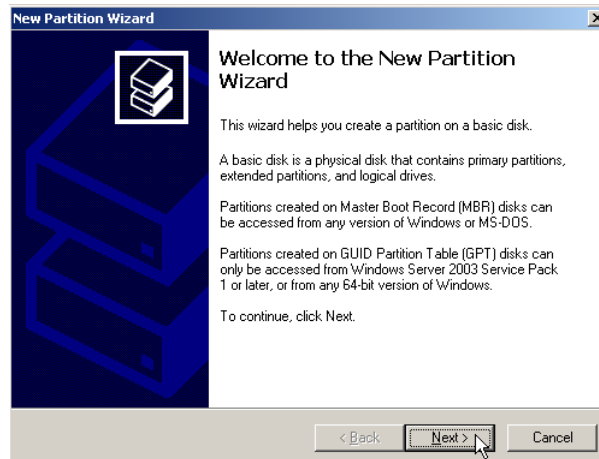 New Partition Wizard
Welcome to the New Partition
Wizard
This wizard helps you create a partition on a basic disk.
A basic disk is a physical disk that contains primary partitions,
extended partitions, and logical drives.
Partitions created on Master Boot Record (MBR) disks can
be accessed from any version of Windows or MS-DOS.
Partitions created on GUID Partition Table (GPT) disks can
only be accessed from Windows Server 2003 Service Pack
1 or later, or from any 64-bit version of Windows.
To continue, click Next.
< Back Next > Cancel